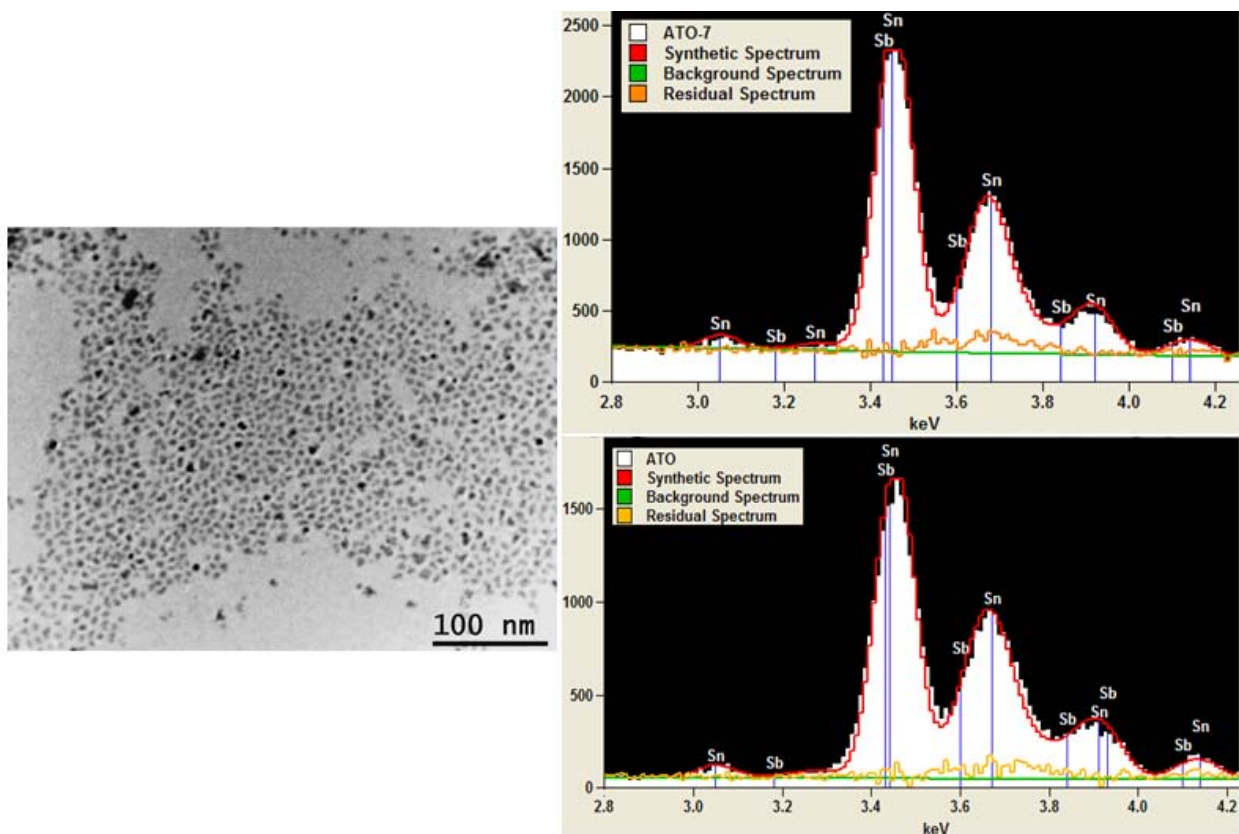 100 nm
2500
2000
1500
1000
500
0
ATO-7
Synthetic Spectrum
Background Spectrum
Residual Spectrum
Sn
Sb
Sn
Sb
Sn
Sb
Sn
Sb
Sn
Sb
Sn
2.8 3.0 3.2 3.4 3.6 3.8 4.0 4.2
keV
1500
1000
500
0
ATO
Synthetic Spectrum
Background Spectrum
Residual Spectrum
Sn
Sb
Sn
Sb
Sn
Sb
Sb
Sb
Sn
Sn
Sb
2.8 3.0 3.2 3.4 3.6 3.8 4.0 4.2
keV